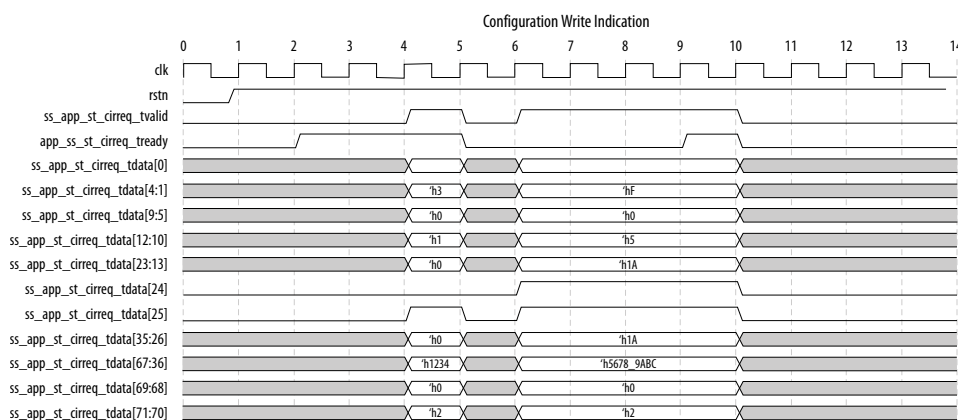 Configuration Write Indication
0 1 2 3 4 5 6 7 8 9 10 11 12 13 14
clk
rstn
ss_app_st_cirreq_tvalid
app_ss_st_cirreq_tready
ss_app_st_cirreq_tdata[0]
ss_app_st_cirreq_tdata[4:1] 'h3 'hF
ss_app_st_cirreq_tdata[9:5] 'h0 'h0
ss_app_st_cirreq_tdata[12:10] 'h1 'h5
ss_app_st_cirreq_tdata[23:13] 'h0 'h1A
ss_app_st_cirreq_tdata[24]
ss_app_st_cirreq_tdata[25]
ss_app_st_cirreq_tdata[35:26] 'h0 'h1A
ss_app_st_cirreq_tdata[67:36] 'h1234 'h5678_9ABC
ss_app_st_cirreq_tdata[69:68] 'h0 'h0
ss_app_st_cirreq_tdata[71:70] 'h2 'h2